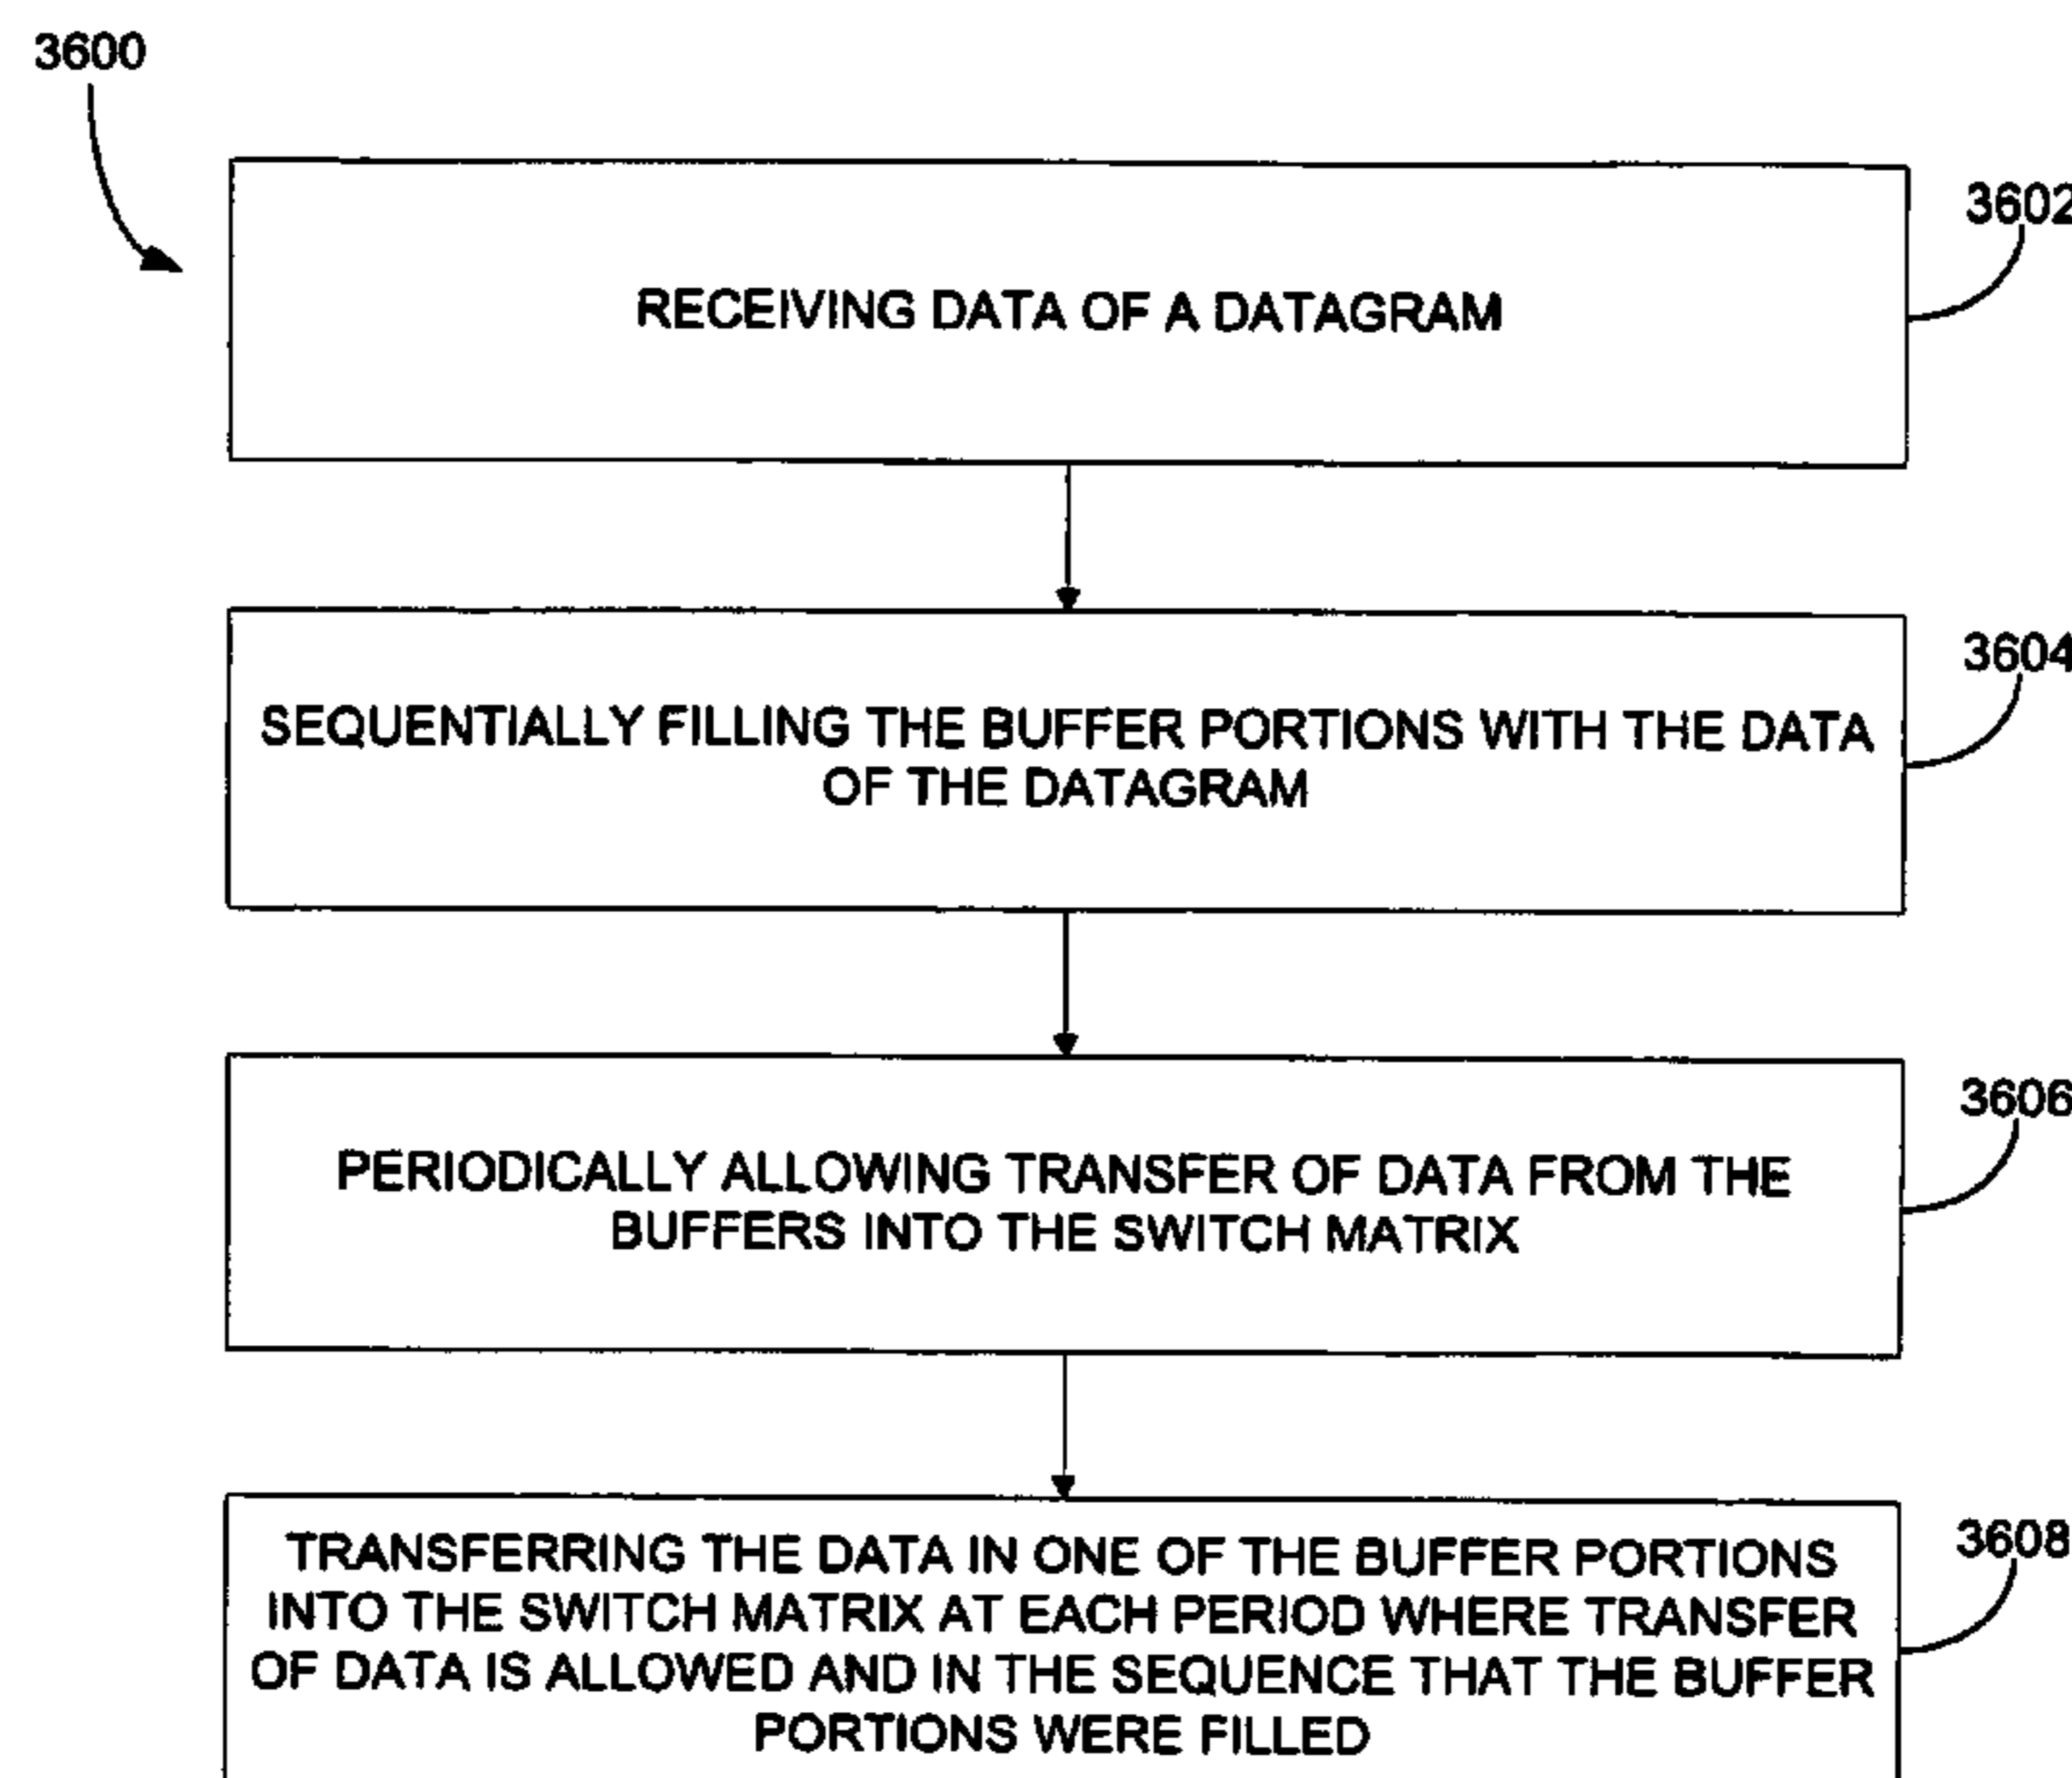 3600
3602
RECEIVING DATA OF A DATAGRAM
3604
SEQUENTIALLY FILLING THE BUFFER PORTIONS WITH THE DATA
OF THE DATAGRAM
3606
PERIODICALLY ALLOWING TRANSFER OF DATA FROM THE
BUFFERS INTO THE SWITCH MATRIX
3608
TRANSFERRING THE DATA IN ONE OF THE BUFFER PORTIONS
INTO THE SWITCH MATRIX AT EACH PERIOD WHERE TRANSFER
OF DATA IS ALLOWED AND IN THE SEQUENCE THAT THE BUFFER
PORTIONS WERE FILLED